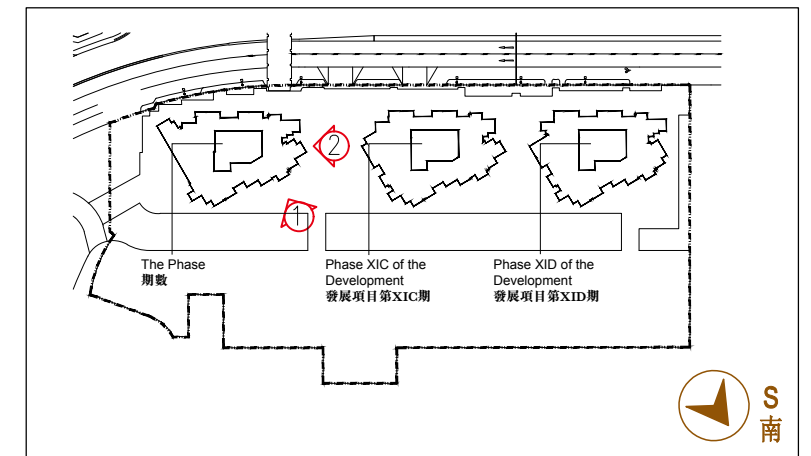 2
1
The Phase
期數
Phase XIC of the
Development
發展項目第XIC期
Phase XID of the
Development
發展項目第XID期
S
南